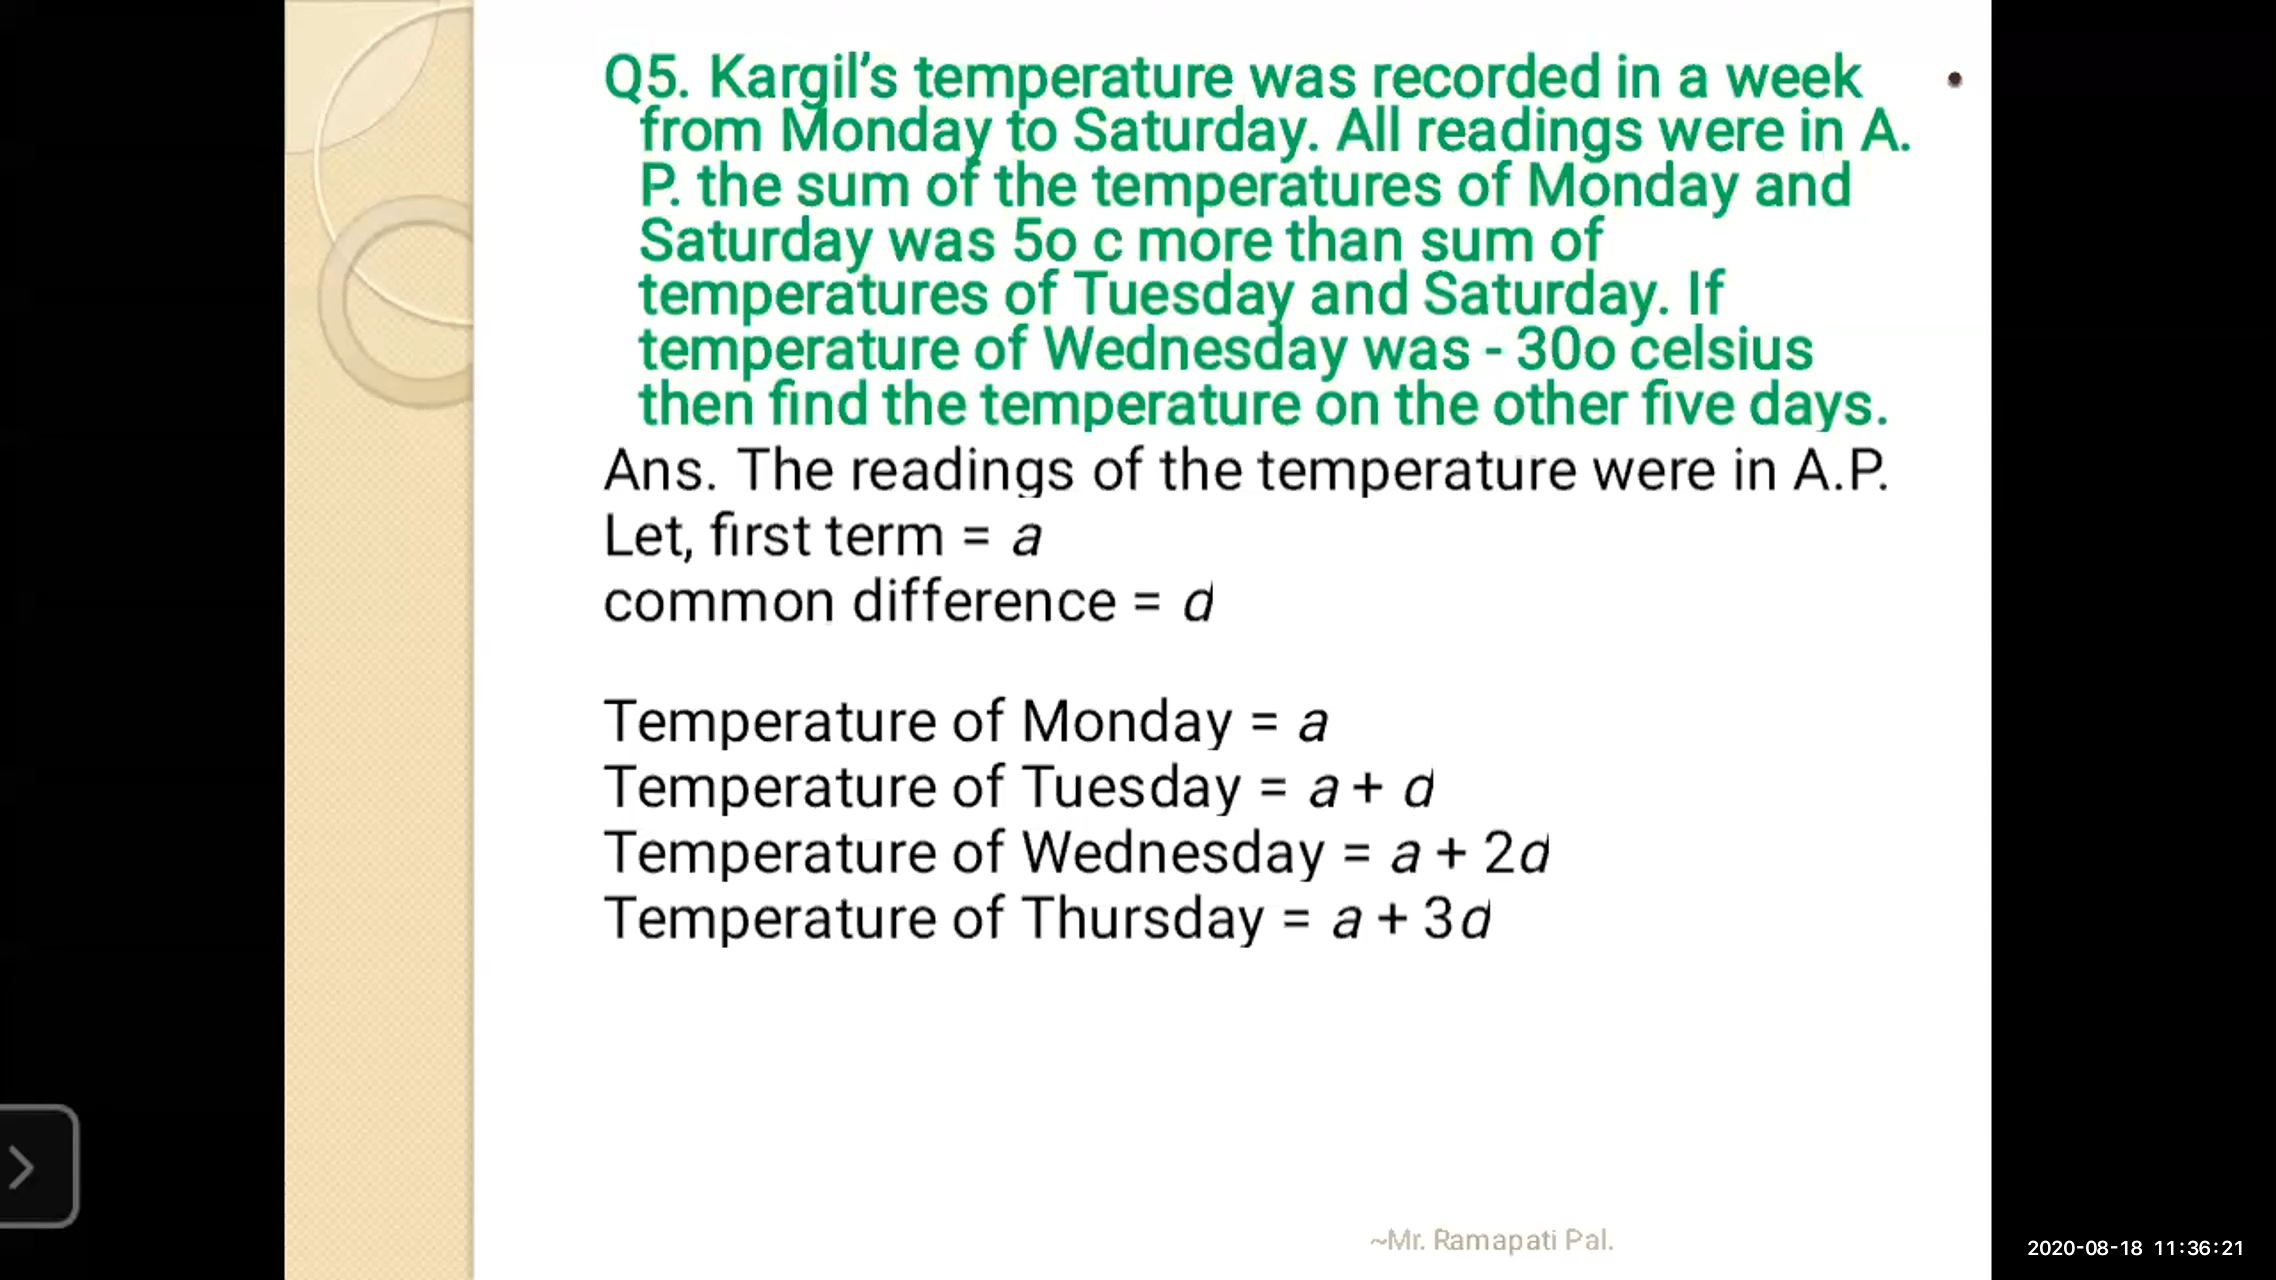 Q5. Kargil’s temperature was recorded in a week
from Monday to Saturday. All readings were in A.
P. the sum of the temperatures of Monday and
Saturday was 5o c more than sum of
temperatures of Tuesday and Saturday. If
temperature of Wednesday was - 30o celsius
then find the temperature on the other five days.
Ans. The readings of the temperature were in A.P.
Let, first term = a
common difference = d
Temperature of Monday = a
Temperature of Tuesday = a + d
Temperature of Wednesday = a + 2d
Temperature of Thursday = a + 3d
~Mr. Ramapati Pal.
2020-08-18 11:36:21